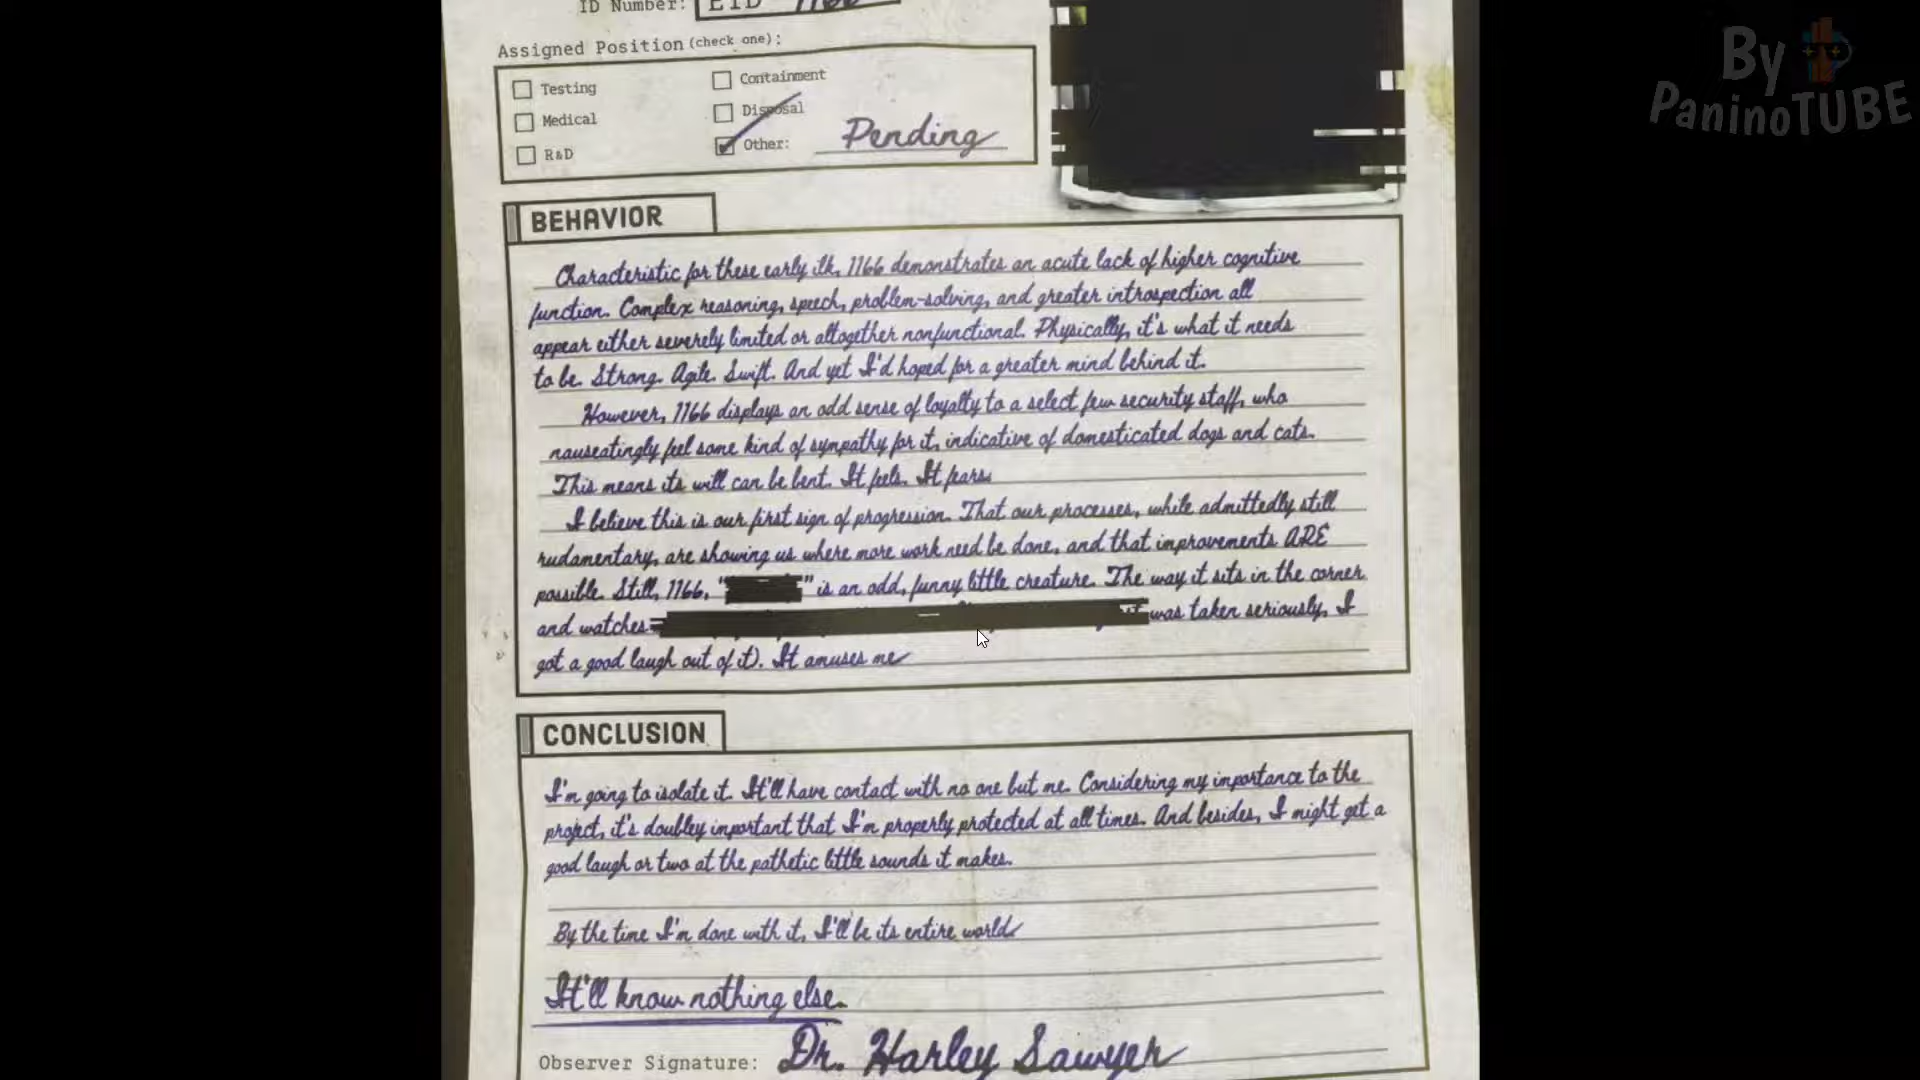 By
PaninoTUBE
ID Number: EID-1166
Assigned Position (check one):
Testing
Containment
Medical
Disposal
R&D
Other: Pending
BEHAVIOR
Characteristic for these early ilk, 1166 demonstrates an acute lack of higher cognitive
function. Complex reasoning, speech, problem-solving, and greater introspection all
appear either severely limited or altogether nonfunctional. Physically, it's what it needs
to be. Strong. Agile. Swift. And yet I'd hoped for a greater mind behind it.
However, 1166 displays an odd sense of loyalty to a select few security staff, who
nauseatingly feel some kind of sympathy for it, indicative of domesticated dogs and cats.
This means its will can be bent. It feels. It fears.
I believe this is our first sign of progression. That our processes, while admittedly still
rudamentary, are showing us where more work need be done, and that improvements ARE
possible. Still, 1166, " " is an odd, funny little creature. The way it sits in the corner
and watches was taken seriously, I
got a good laugh out of it). It amuses me
CONCLUSION
I'm going to isolate it. It'll have contact with no one but me. Considering my importance to the
project, it's doubley important that I'm properly protected at all times. And besides, I might get a
good laugh or two at the pathetic little sounds it makes.
By the time I'm done with it, I'll be its entire world
It'll know nothing else.
Observer Signature: Dr. Harley Sawyer